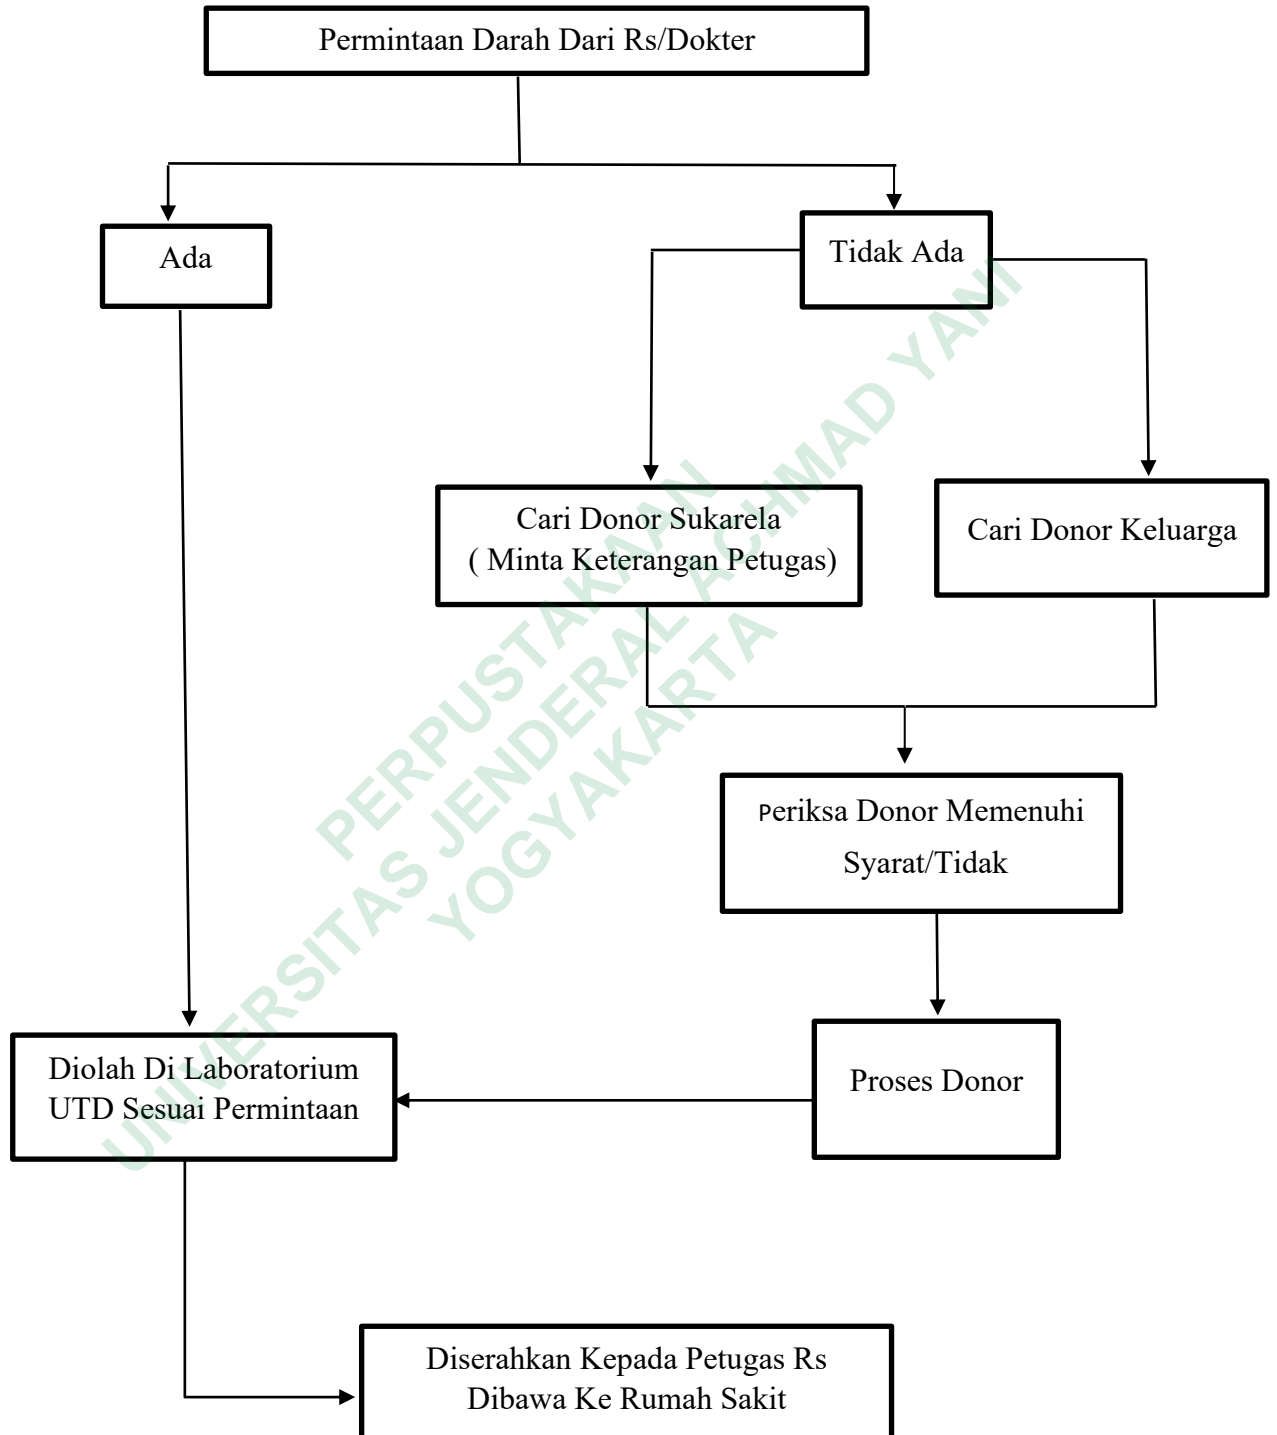 Permintaan Darah Dari Rs/Dokter
Ada
Tidak Ada
Cari Donor Sukarela
( Minta Keterangan Petugas)
Cari Donor Keluarga
Periksa Donor Memenuhi
Syarat/Tidak
Diolah Di Laboratorium
UTD Sesuai Permintaan
Proses Donor
Diserahkan Kepada Petugas Rs
Dibawa Ke Rumah Sakit
PERPUSTAKAAN
UNIVERSITAS JENDERAL ACHMAD YANI
YOGYAKARTA